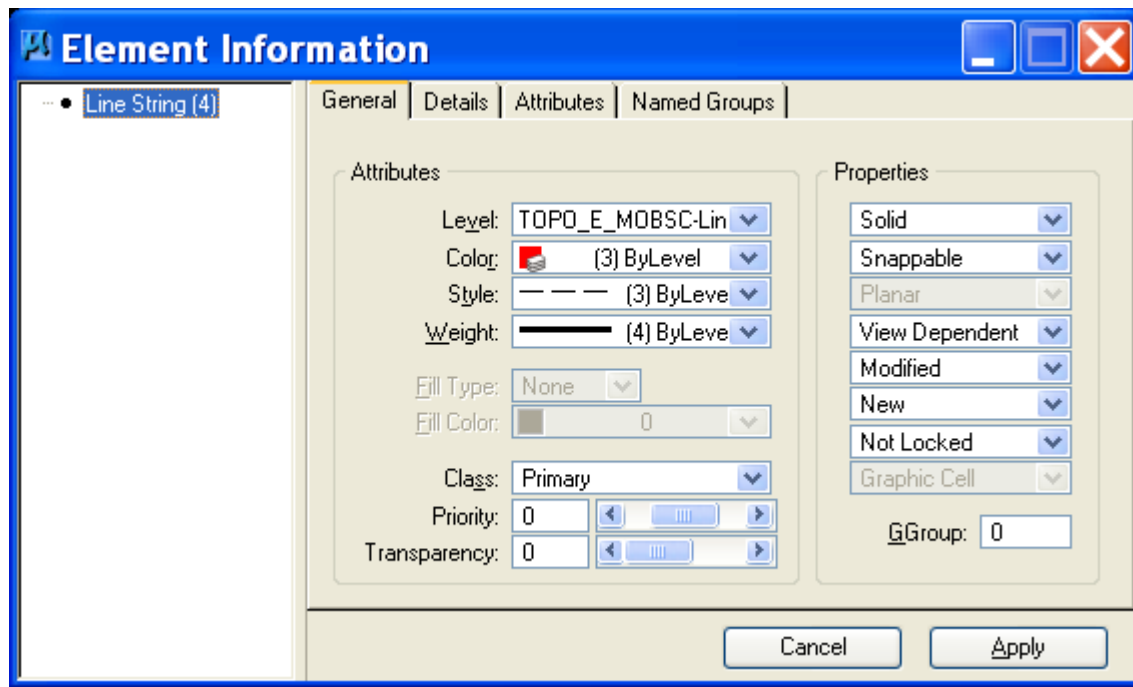 Element Information
Line String (4)
General Details Attributes Named Groups
Attributes
Level: TOPO_E_MOBSC-Lin
Color: (3) ByLevel
Style: (3) ByLeve
Weight: (4) ByLeve
Fill Type: None
Fill Color: 0
Class: Primary
Priority: 0
Transparency: 0
Properties
Solid
Snappable
Planar
View Dependent
Modified
New
Not Locked
Graphic Cell
GGroup: 0
Cancel Apply